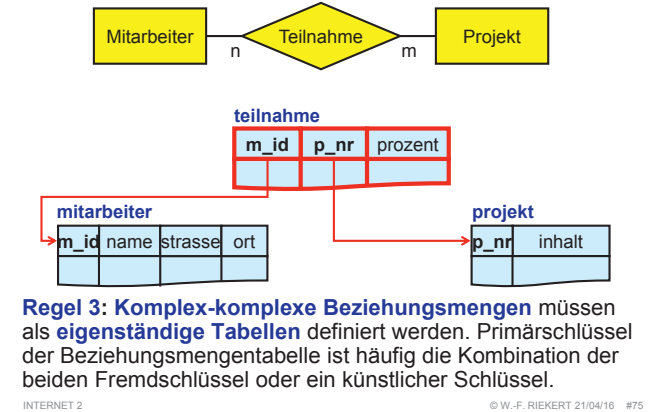 Mitarbeiter Teilnahme Projekt
n m
teilnahme
m_id p_nr prozent
mitarbeiter projekt
m_id name strasse ort p_nr inhalt
Regel 3: Komplex-komplexe Beziehungsmengen müssen
als eigenständige Tabellen definiert werden. Primärschlüssel
der Beziehungsmengentabelle ist häufig die Kombination der
beiden Fremdschlüssel oder ein künstlicher Schlüssel.
INTERNET 2 © W.-F. RIEKERT 21/04/16 #75